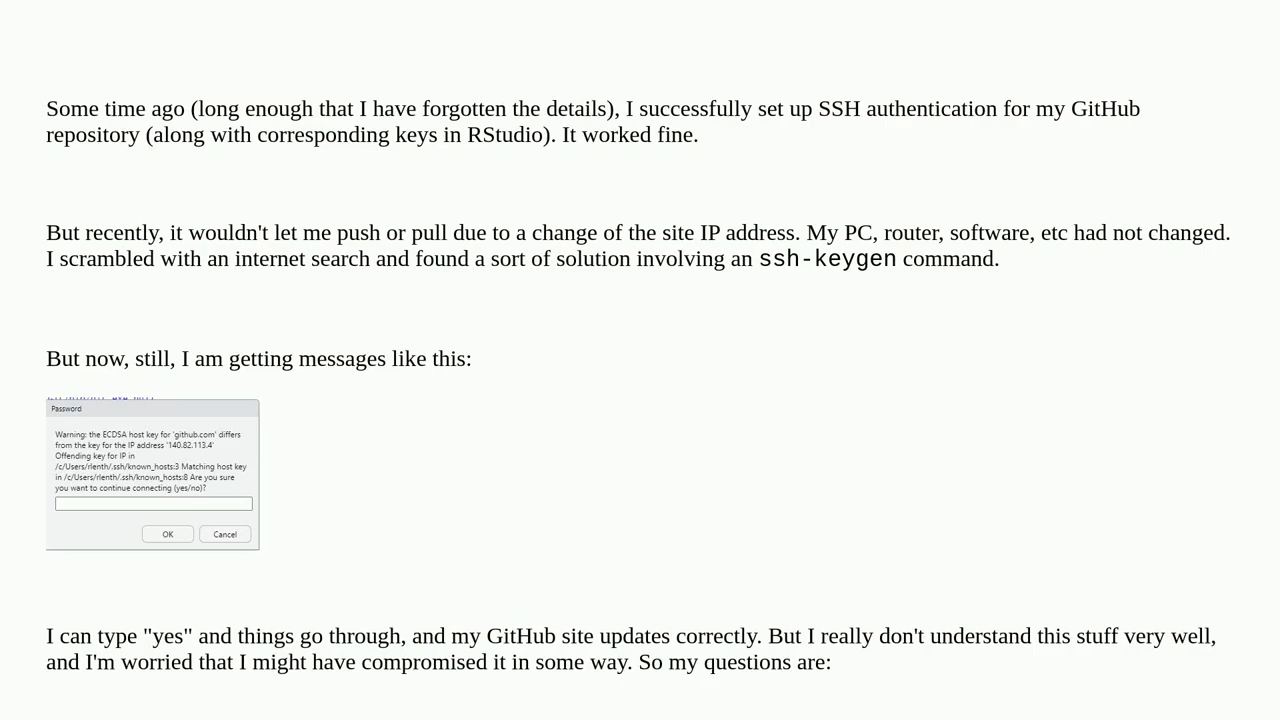 Some time ago (long enough that I have forgotten the details), I successfully set up SSH authentication for my GitHub
repository (along with corresponding keys in RStudio). It worked fine.
But recently, it wouldn't let me push or pull due to a change of the site IP address. My PC, router, software, etc had not changed.
I scrambled with an internet search and found a sort of solution involving an ssh-keygen command.
But now, still, I am getting messages like this:
Password
Warning: the ECDSA host key for 'github.com' differs
from the key for the IP address '140.82.113.4'
Offending key for IP in
/c/Users/rlenth/.ssh/known_hosts:3 Matching host key
in /c/Users/rlenth/.ssh/known_hosts:8 Are you sure
you want to continue connecting (yes/no)?
OK Cancel
I can type "yes" and things go through, and my GitHub site updates correctly. But I really don't understand this stuff very well,
and I'm worried that I might have compromised it in some way. So my questions are: